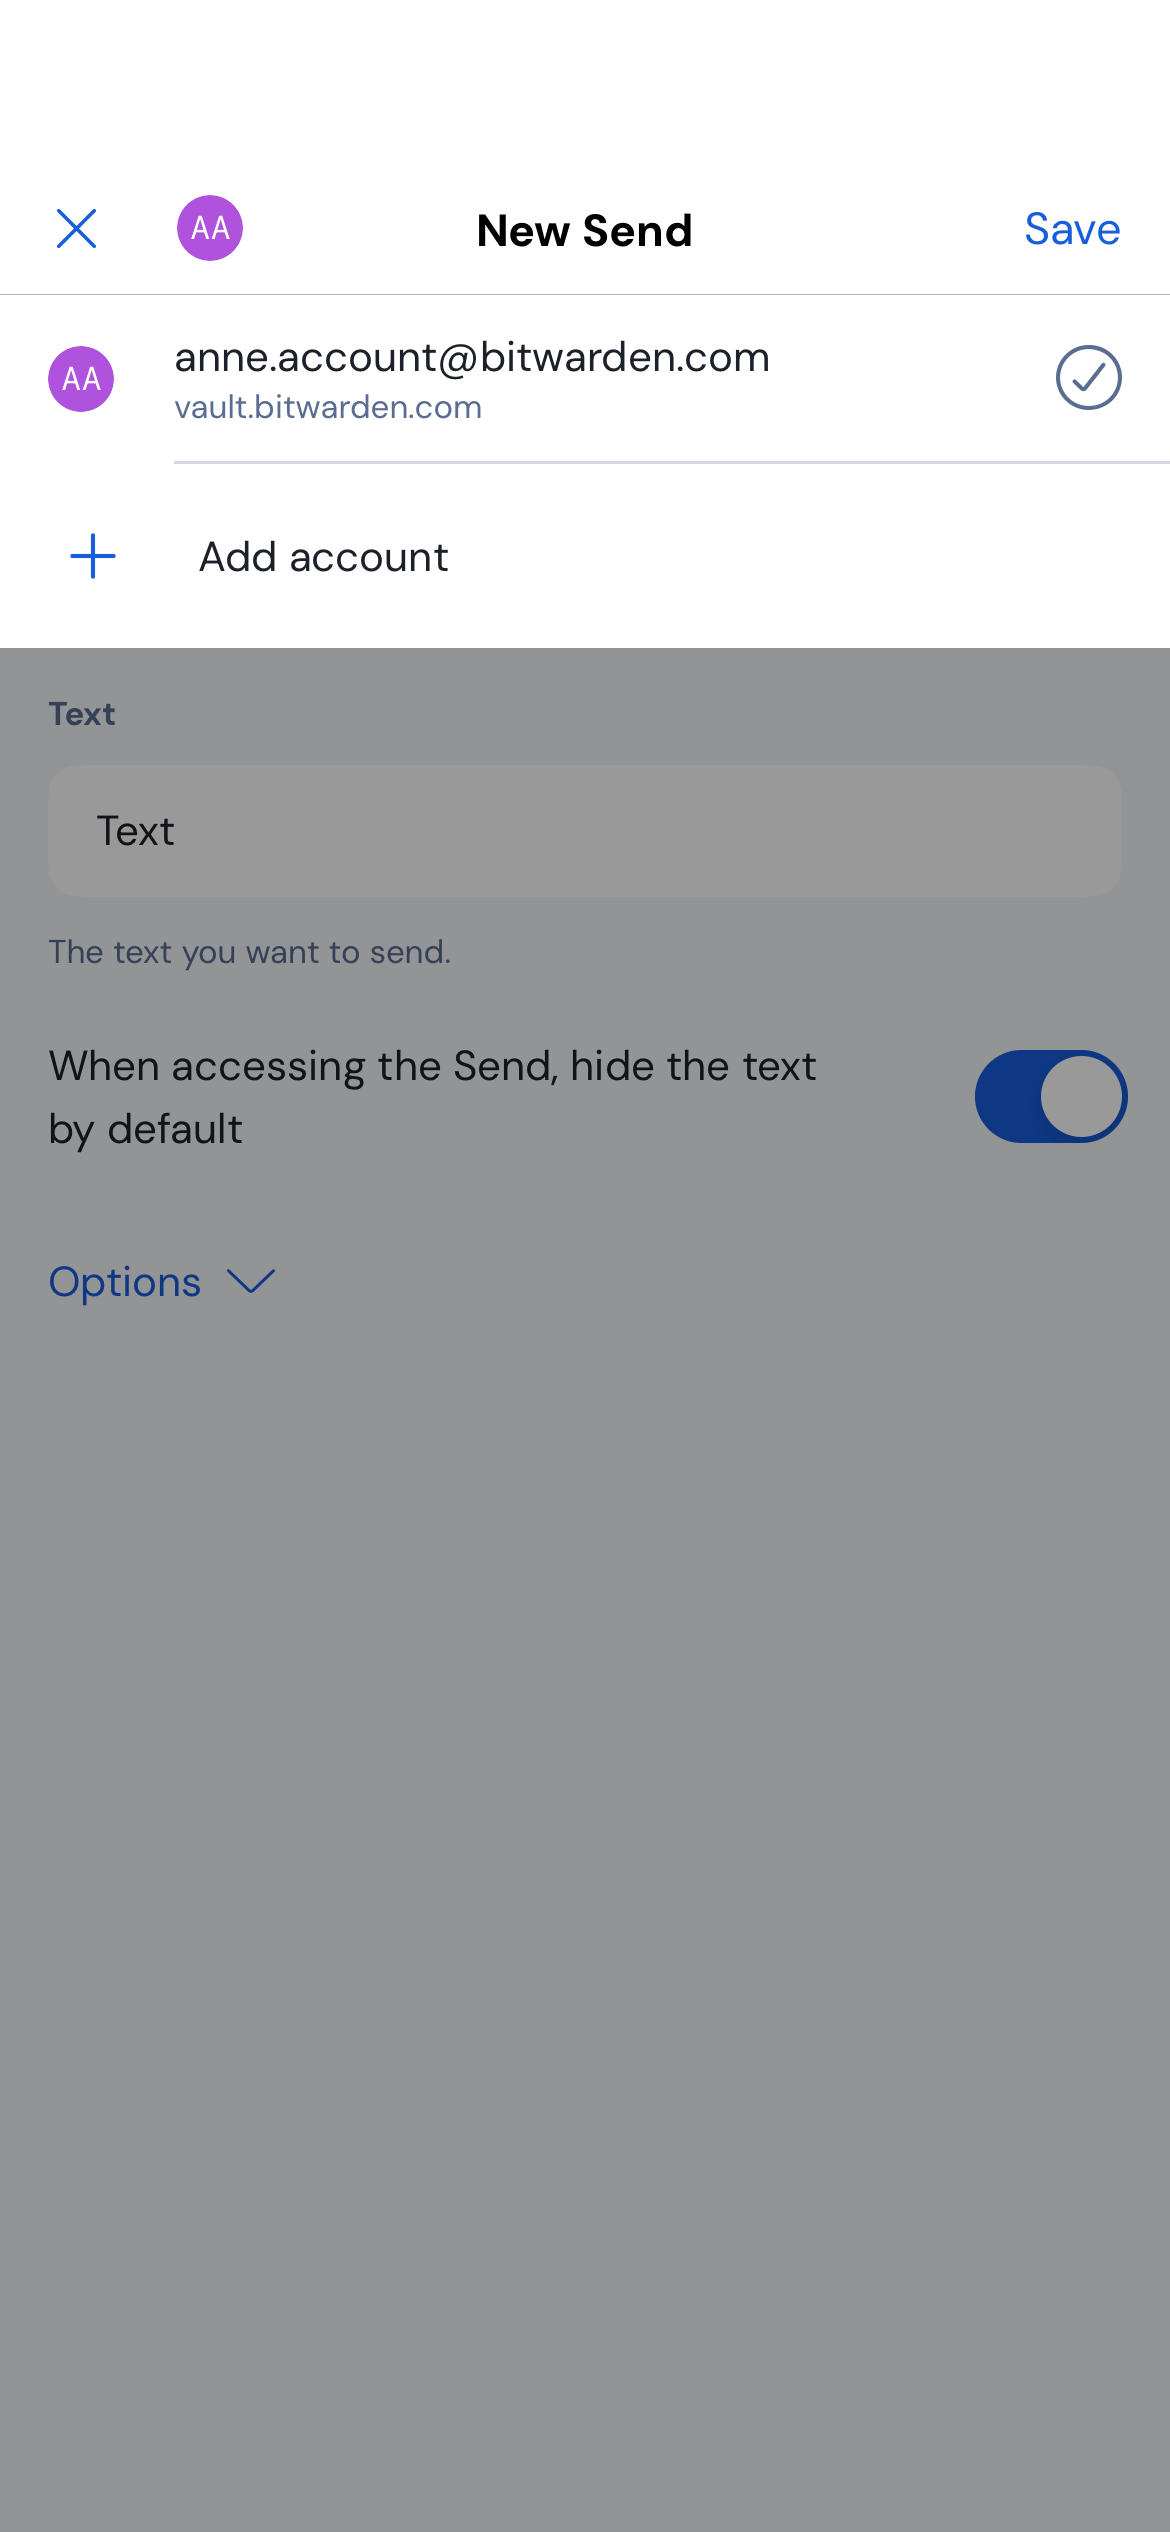 AA
New Send
Save
AA
anne.account@bitwarden.com
vault.bitwarden.com
Add account
Text
Text
The text you want to send.
When accessing the Send, hide the text
by default
Options